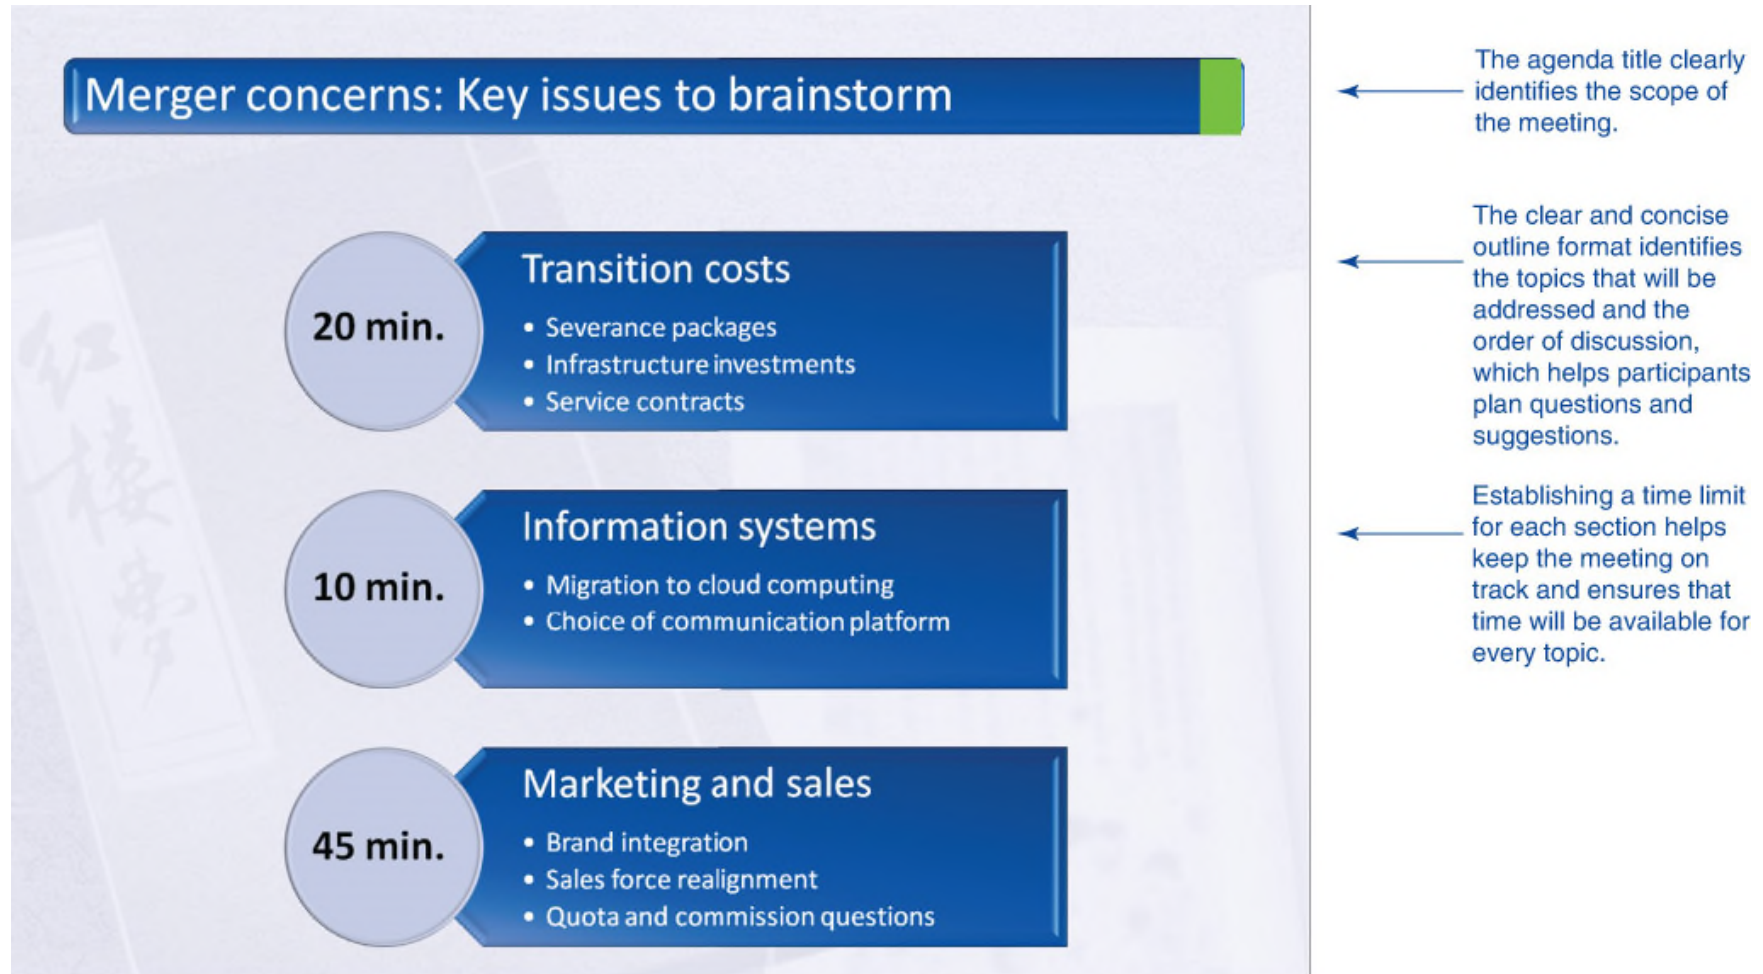 Merger concerns: Key issues to brainstorm
The agenda title clearly
identifies the scope of
the meeting.
20 min.
Transition costs
• Severance packages
• Infrastructure investments
• Service contracts
The clear and concise
outline format identifies
the topics that will be
addressed and the
order of discussion,
which helps participants
plan questions and
suggestions.
10 min.
Information systems
• Migration to cloud computing
• Choice of communication platform
Establishing a time limit
for each section helps
keep the meeting on
track and ensures that
time will be available for
every topic.
45 min.
Marketing and sales
• Brand integration
• Sales force realignment
• Quota and commission questions
红楼梦